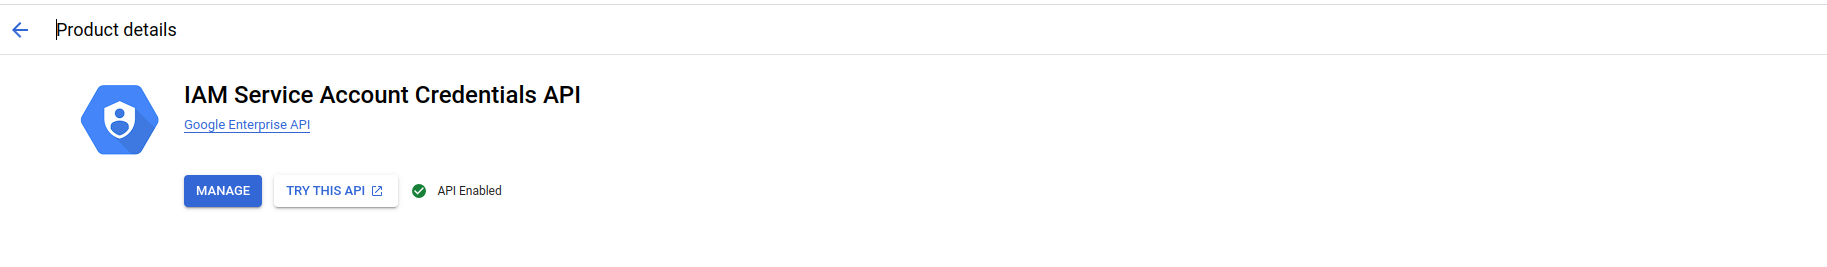 Product details
IAM Service Account Credentials API
Google Enterprise API
MANAGE TRY THIS API API Enabled